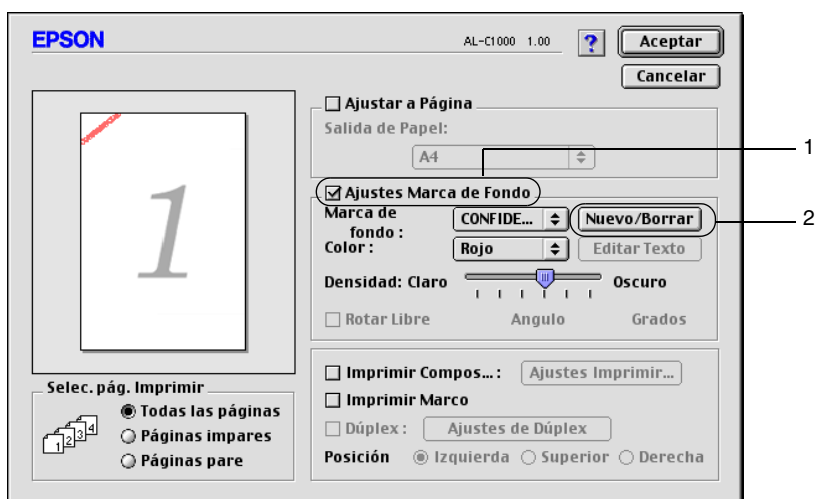 EPSON
AL-C1000 1.00
?
Aceptar
Cancelar
CONFIDENCIAL
1
Ajustar a Página
Salida de Papel:
A4
1
Ajustes Marca de Fondo
Marca de fondo :
CONFIDE...
Nuevo/Borrar
2
Color :
Rojo
Editar Texto
Densidad: Claro
Oscuro
Rotar Libre
Angulo
Grados
Imprimir Compos... :
Ajustes Imprimir...
Imprimir Marco
Dúplex :
Ajustes de Dúplex
Posición
Izquierda
Superior
Derecha
Selec. pág. Imprimir
1 2 3 4
Todas las páginas
Páginas impares
Páginas pare